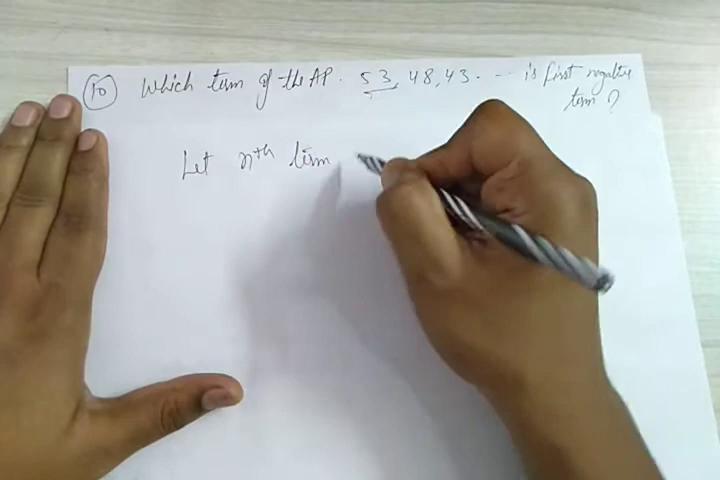 10 Which term of the AP. 53, 48, 43. -- is first negative
term ?
Let nth term